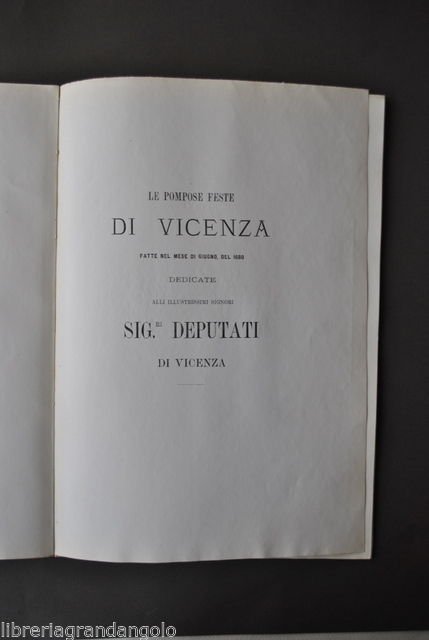 LE POMPOSE FESTE
DI VICENZA
FATTE NEL MESE DI GIUGNO, DEL 1680
DEDICATE
ALLI ILLUSTRISSIMI SIGNORI
SIG.RI DEPUTATI
DI VICENZA
libreriagrandangolo